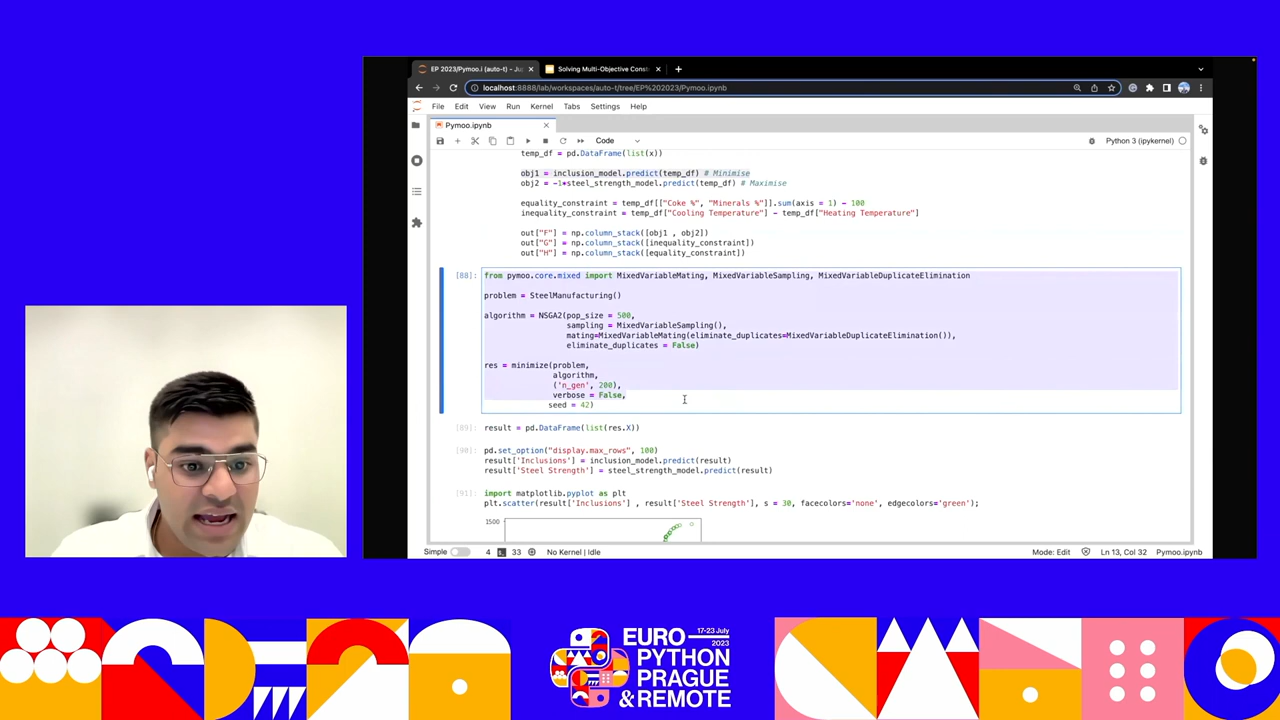 EP 2023/Pymoo.i (auto-t) - Ju
Solving Multi-Objective Const
localhost:8888/lab/workspaces/auto-t/tree/EP%202023/Pymoo.ipynb
File Edit View Run Kernel Tabs Settings Help
Pymoo.ipynb
Code
Python 3 (ipykernel)
temp_df = pd.DataFrame(list(x))
obj1 = inclusion_model.predict(temp_df) # Minimise
obj2 = -1*steel_strength_model.predict(temp_df) # Maximise
equality_constraint = temp_df[["Coke %", "Minerals %"]].sum(axis = 1) - 100
inequality_constraint = temp_df["Cooling Temperature"] - temp_df["Heating Temperature"]
out["F"] = np.column_stack([obj1 , obj2])
out["G"] = np.column_stack([inequality_constraint])
out["H"] = np.column_stack([equality_constraint])
[88]: from pymoo.core.mixed import MixedVariableMating, MixedVariableSampling, MixedVariableDuplicateElimination
problem = SteelManufacturing()
algorithm = NSGA2(pop_size = 500,
sampling = MixedVariableSampling(),
mating=MixedVariableMating(eliminate_duplicates=MixedVariableDuplicateElimination()),
eliminate_duplicates = False)
res = minimize(problem,
algorithm,
('n_gen', 200),
verbose = False,
seed = 42)
[89]: result = pd.DataFrame(list(res.X))
[90]: pd.set_option("display.max_rows", 100)
result['Inclusions'] = inclusion_model.predict(result)
result['Steel Strength'] = steel_strength_model.predict(result)
[91]: import matplotlib.pyplot as plt
plt.scatter(result['Inclusions'] , result['Steel Strength'], s = 30, facecolors='none', edgecolors='green');
1500
Simple 4 33 No Kernel | Idle Mode: Edit Ln 13, Col 32 Pymoo.ipynb
EURO 17-23 July 2023
PYTHON
PRAGUE
& REMOTE